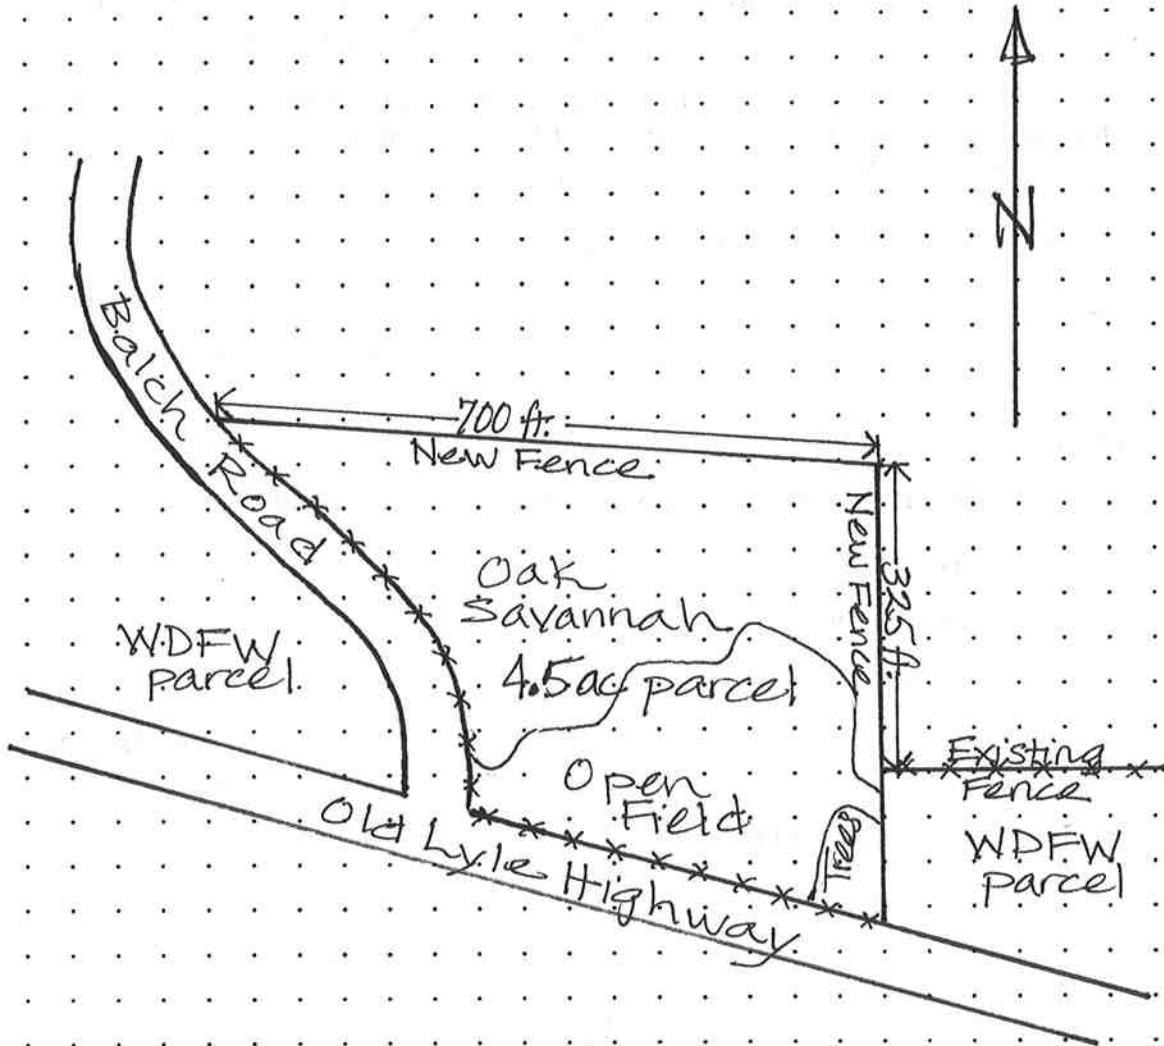 N
Balch
Road
700 ft.
New Fence
New Fence
325 ft.
Oak
Savannah
4.5ac parcel
WDFW
parcel
Open
Field
Trees
Existing
Fence
WDFW
parcel
Old Lyle Highway